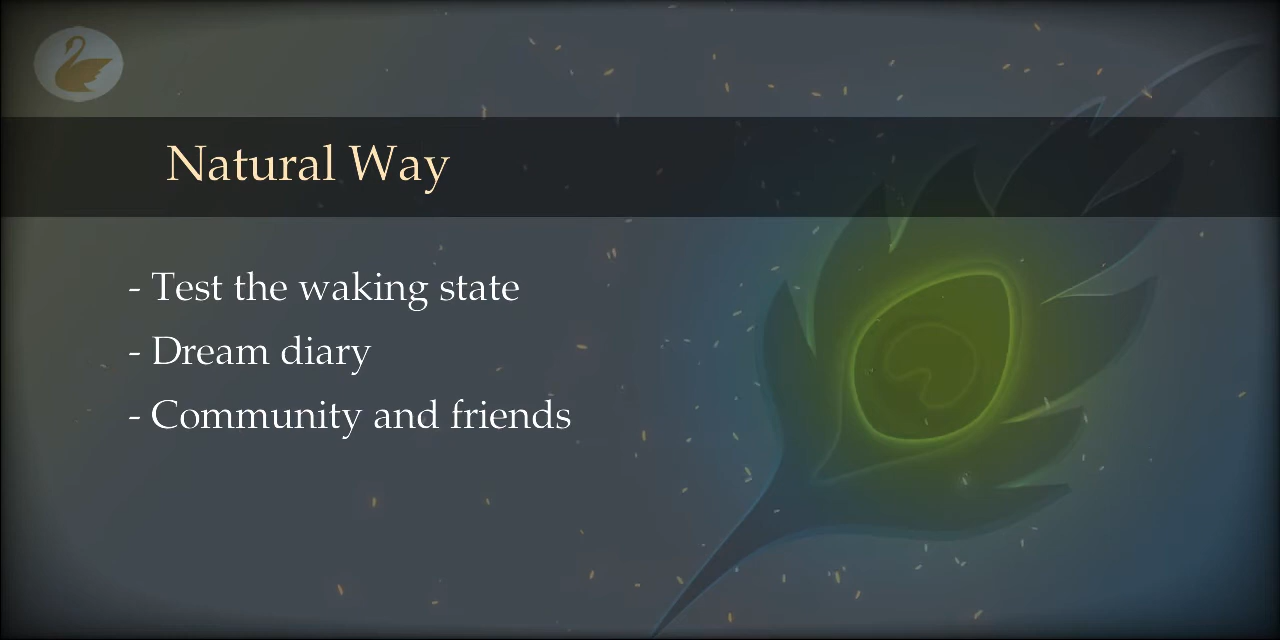 Natural Way
- Test the waking state
- Dream diary
- Community and friends